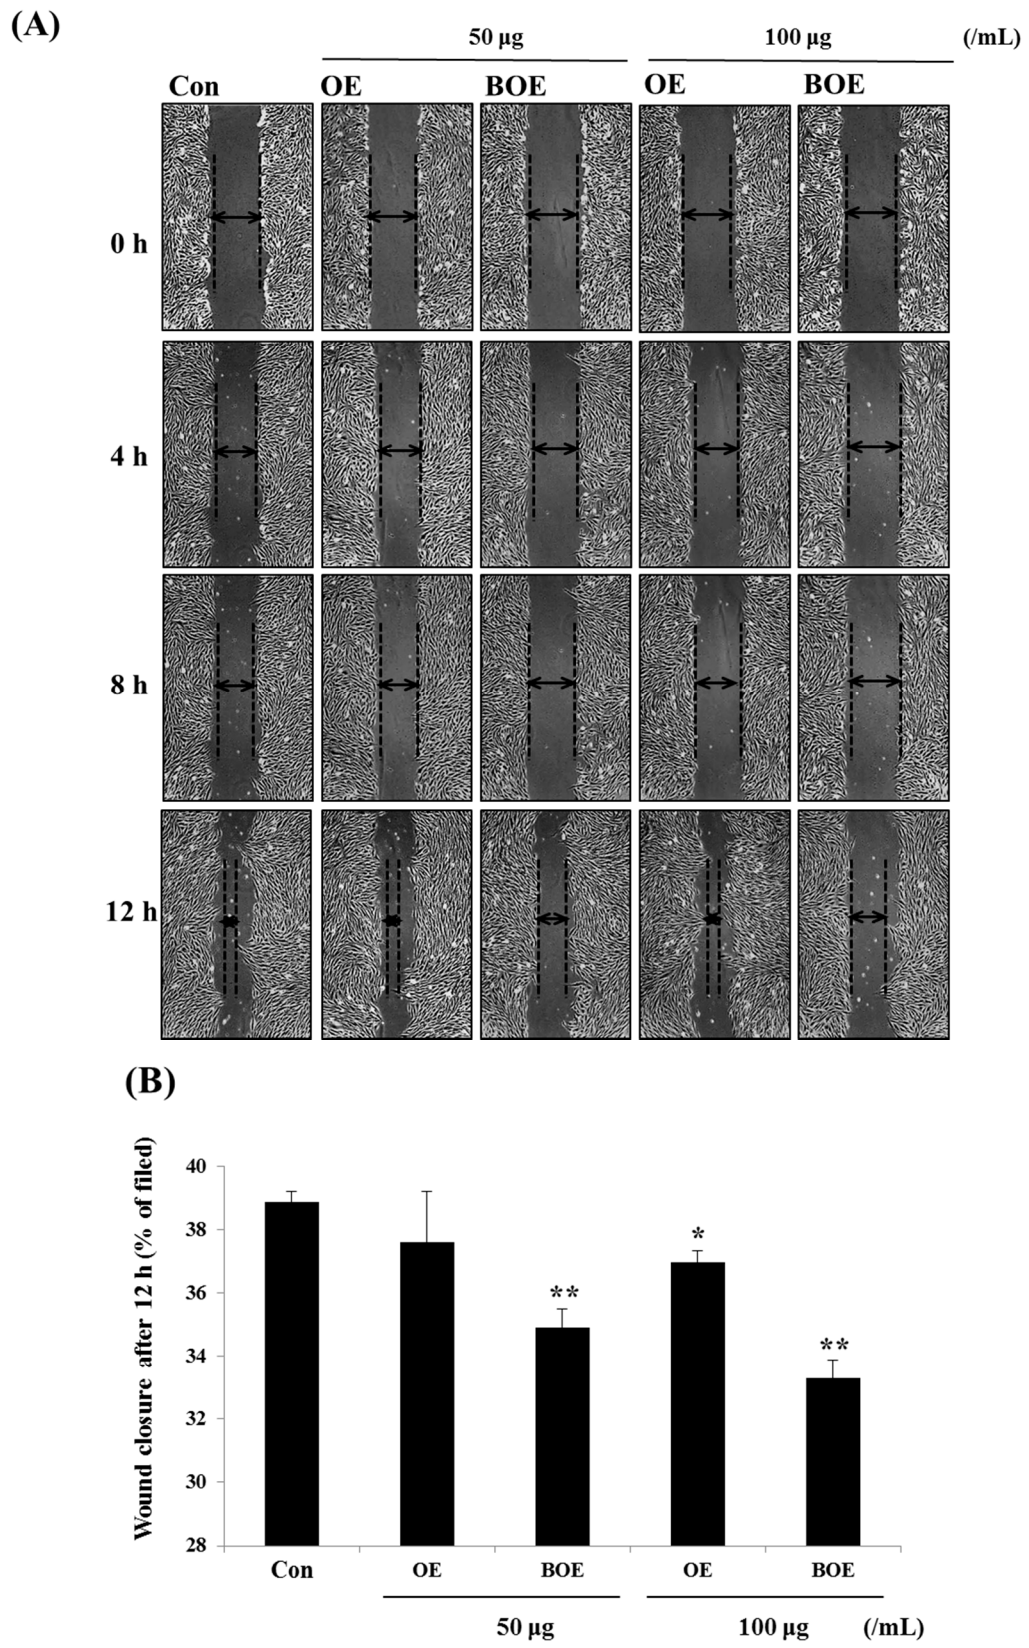 (A)
50 µg 100 µg (/mL)
Con OE BOE OE BOE
0 h
4 h
8 h
12 h
(B)
Wound closure after 12 h (% of filed)
40
38
36
34
32
30
28
*
**
**
Con OE BOE OE BOE
50 µg 100 µg (/mL)